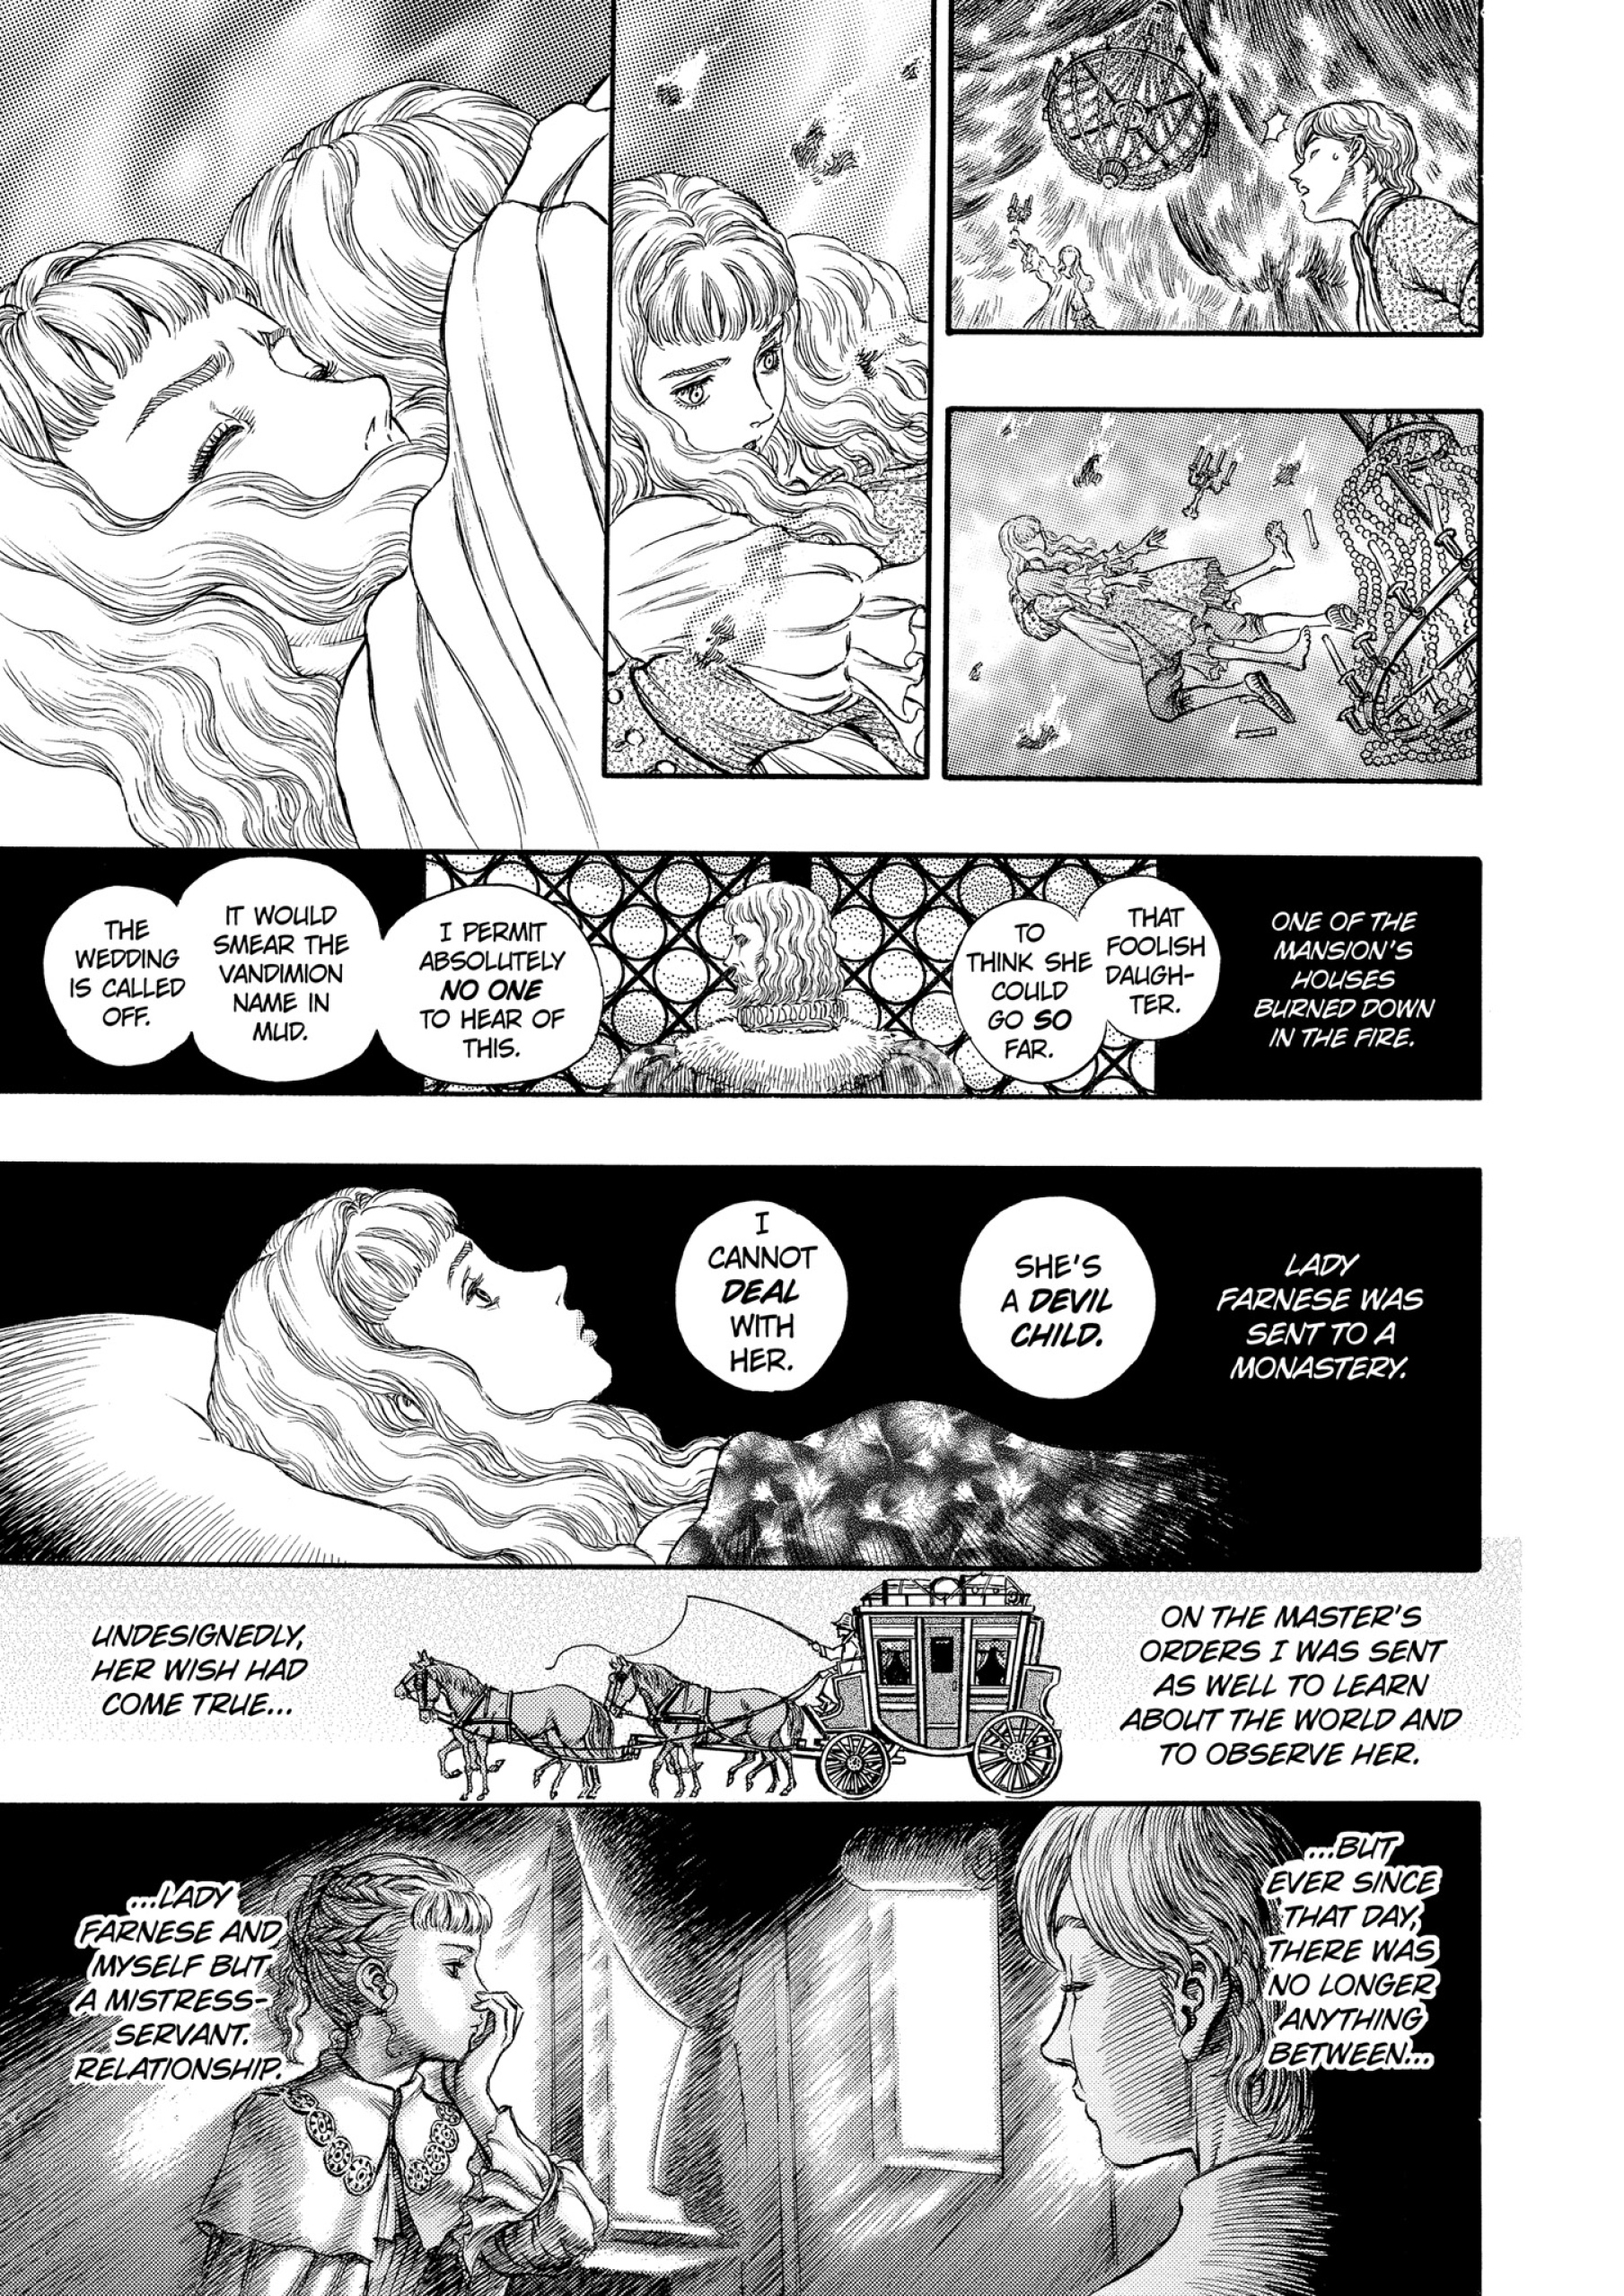 ONE OF THE
MANSION'S
HOUSES
BURNED DOWN
IN THE FIRE.
THAT
FOOLISH
DAUGH-
TER.
TO
THINK SHE
COULD
GO SO
FAR.
I PERMIT
ABSOLUTELY
NO ONE
TO HEAR OF
THIS.
IT WOULD
SMEAR THE
VANDIMION
NAME IN
MUD.
THE
WEDDING
IS CALLED
OFF.
LADY
FARNESE WAS
SENT TO A
MONASTERY.
SHE'S
A DEVIL
CHILD.
I
CANNOT
DEAL
WITH
HER.
ON THE MASTER'S
ORDERS I WAS SENT
AS WELL TO LEARN
ABOUT THE WORLD AND
TO OBSERVE HER.
UNDESIGNEDLY,
HER WISH HAD
COME TRUE...
...BUT
EVER SINCE
THAT DAY,
THERE WAS
NO LONGER
ANYTHING
BETWEEN...
...LADY
FARNESE AND
MYSELF BUT
A MISTRESS-
SERVANT.
RELATIONSHIP.